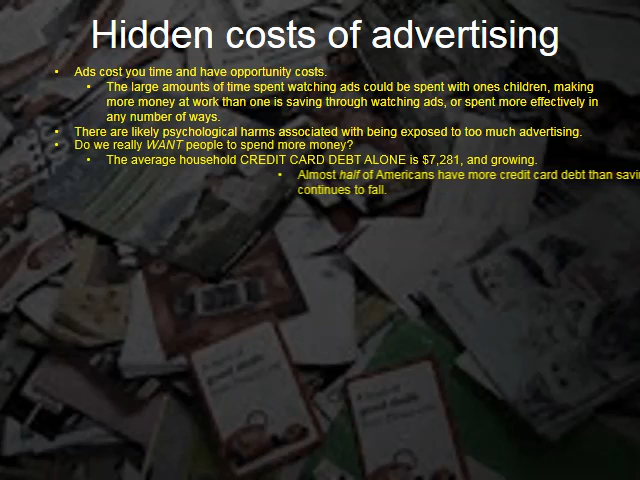 Hidden costs of advertising
• Ads cost you time and have opportunity costs.
• The large amounts of time spent watching ads could be spent with ones children, making
more money at work than one is saving through watching ads, or spent more effectively in
any number of ways.
• There are likely psychological harms associated with being exposed to too much advertising.
• Do we really WANT people to spend more money?
• The average household CREDIT CARD DEBT ALONE is $7,281, and growing.
• Almost half of Americans have more credit card debt than
continues to fall.
good deals
good deals